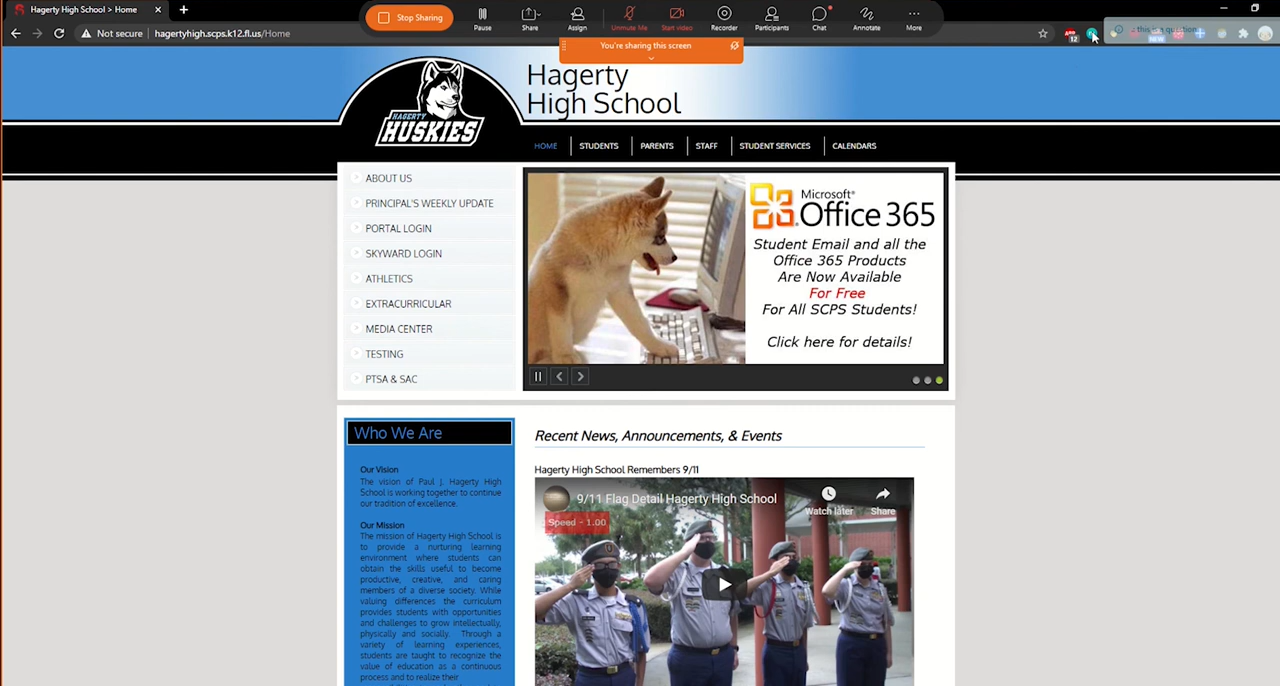 Hagerty High School > Home
Stop Sharing
Pause
Share
Assign
Unmute Me
Start video
Recorder
Participants
Chat
Annotate
More
Not secure
hagertyhigh.scps.k12.fl.us/Home
You're sharing this screen
12
this is a question
NEW
Hagerty
High School
HAGERTY
HUSKIES
HOME
STUDENTS
PARENTS
STAFF
STUDENT SERVICES
CALENDARS
ABOUT US
PRINCIPAL'S WEEKLY UPDATE
PORTAL LOGIN
SKYWARD LOGIN
ATHLETICS
EXTRACURRICULAR
MEDIA CENTER
TESTING
PTSA & SAC
Microsoft®
Office 365
Student Email and all the
Office 365 Products
Are Now Available
For Free
For All SCPS Students!
Click here for details!
Who We Are
Our Vision
The vision of Paul J. Hagerty High
School is working together to continue
our tradition of excellence.
Our Mission
The mission of Hagerty High School is
to provide a nurturing learning
environment where students can
obtain the skills useful to become
productive, creative, and caring
members of a diverse society. While
valuing differences the curriculum
provides students with opportunities
and challenges to grow intellectually,
physically and socially. Through a
variety of learning experiences,
students are taught to recognize the
value of education as a continuous
process and to realize their
Recent News, Announcements, & Events
Hagerty High School Remembers 9/11
9/11 Flag Detail Hagerty High School
Speed - 1.00
Watch later
Share